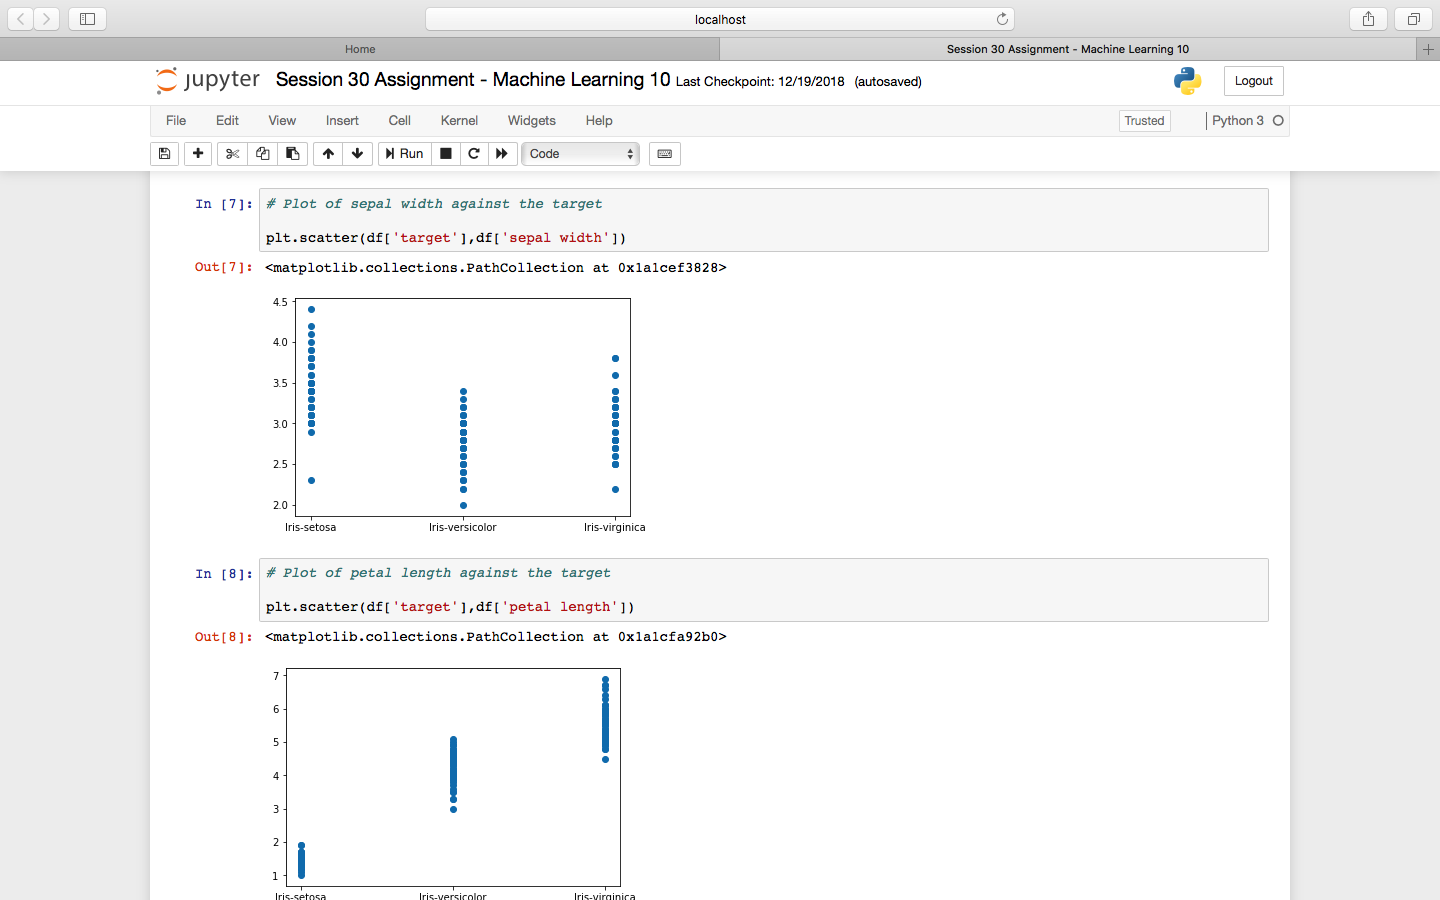 localhost
Home
Session 30 Assignment - Machine Learning 10
jupyter Session 30 Assignment - Machine Learning 10 Last Checkpoint: 12/19/2018 (autosaved)
Logout
File Edit View Insert Cell Kernel Widgets Help
Trusted Python 3
Run Code
In [7]: # Plot of sepal width against the target
plt.scatter(df['target'],df['sepal width'])
Out[7]: <matplotlib.collections.PathCollection at 0x1a1cef3828>
4.5
4.0
3.5
3.0
2.5
2.0
Iris-setosa Iris-versicolor Iris-virginica
In [8]: # Plot of petal length against the target
plt.scatter(df['target'],df['petal length'])
Out[8]: <matplotlib.collections.PathCollection at 0x1a1cfa92b0>
7
6
5
4
3
2
1
Iris-setosa Iris-versicolor Iris-virginica